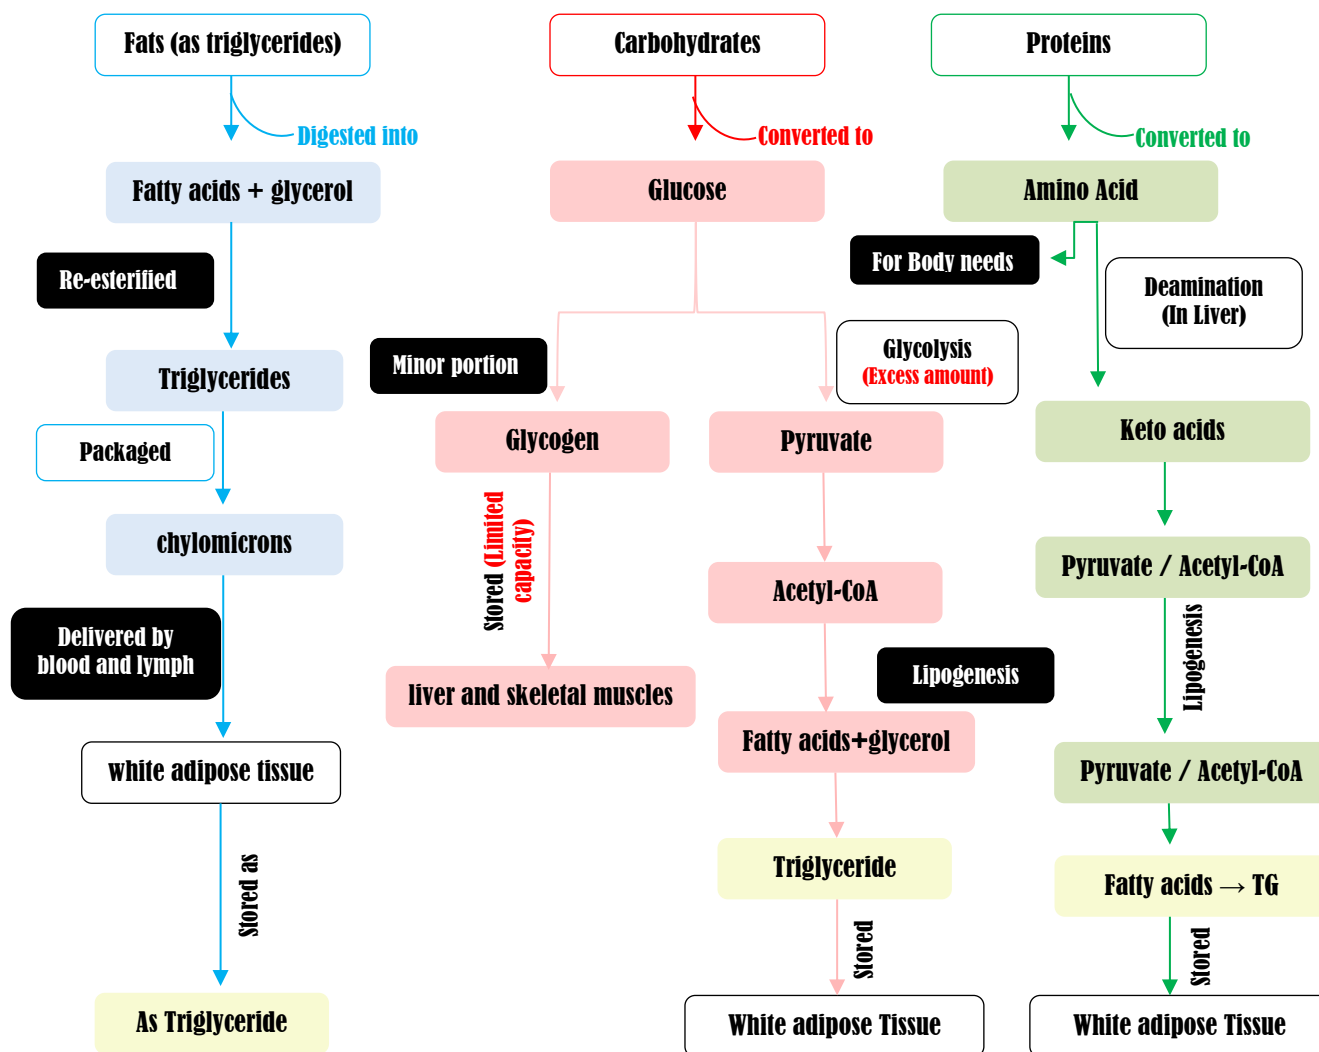 Fats (as triglycerides)
Digested into
Fatty acids + glycerol
Re-esterified
Triglycerides
Packaged
chylomicrons
Delivered by
blood and lymph
white adipose tissue
Stored as
As Triglyceride
Carbohydrates
Converted to
Glucose
Minor portion
Glycogen
Stored (Limited
capacity)
liver and skeletal muscles
Glycolysis
(Excess amount)
Pyruvate
Acetyl-CoA
Lipogenesis
Fatty acids+glycerol
Triglyceride
Stored
White adipose Tissue
Proteins
Converted to
Amino Acid
For Body needs
Deamination
(In Liver)
Keto acids
Pyruvate / Acetyl-CoA
Lipogenesis
Pyruvate / Acetyl-CoA
Fatty acids → TG
Stored
White adipose Tissue